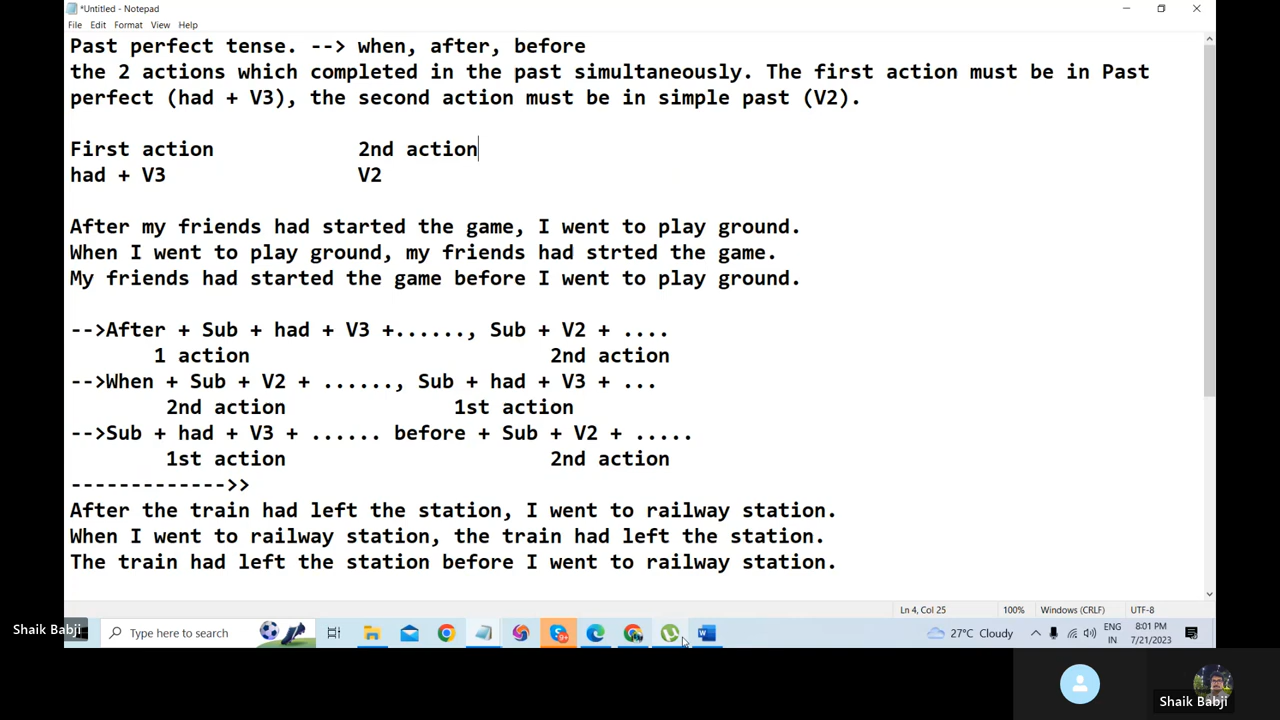 *Untitled - Notepad
File Edit Format View Help
Past perfect tense. --> when, after, before
the 2 actions which completed in the past simultaneously. The first action must be in Past
perfect (had + V3), the second action must be in simple past (V2).
First action 2nd action
had + V3 V2
After my friends had started the game, I went to play ground.
When I went to play ground, my friends had strted the game.
My friends had started the game before I went to play ground.
-->After + Sub + had + V3 +......, Sub + V2 + ....
1 action 2nd action
-->When + Sub + V2 + ......, Sub + had + V3 + ...
2nd action 1st action
-->Sub + had + V3 + ...... before + Sub + V2 + .....
1st action 2nd action
------------->>
After the train had left the station, I went to railway station.
When I went to railway station, the train had left the station.
The train had left the station before I went to railway station.
Ln 4, Col 25 100% Windows (CRLF) UTF-8
Shaik Babji
Type here to search
27°C Cloudy
ENG
IN
8:01 PM
7/21/2023
Shaik Babji